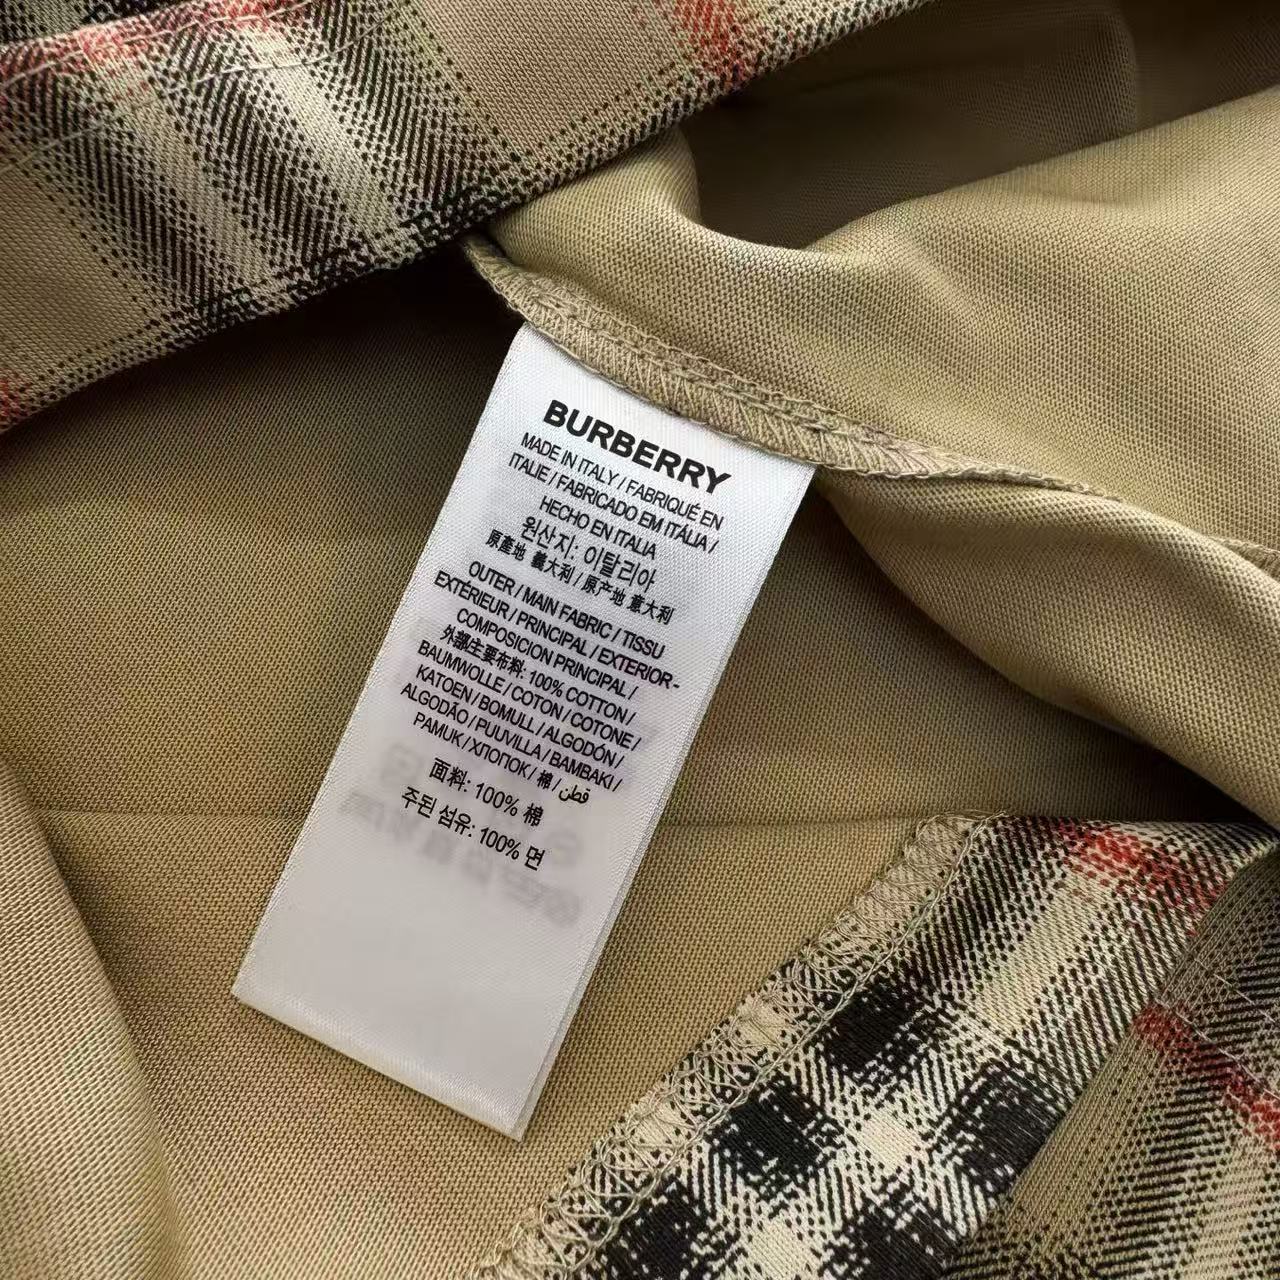 BURBERRY
MADE IN ITALY / FABRIQUÉ EN
ITALIE / FABRICADO EM ITÁLIA /
HECHO EN ITALIA
원산지: 이탈리아
原產地 義大利 / 原产地 意大利
OUTER / MAIN FABRIC / TISSU
EXTÉRIEUR / PRINCIPAL / EXTERIOR -
COMPOSICION PRINCIPAL /
外部/主要布料: 100% COTTON /
BAUMWOLLE / COTON / COTONE /
KATOEN / BOMULL / ALGODÓN /
ALGODÃO / PUUVILLA / BAMBAKI /
PAMUK / ХЛОПОК / 棉 / قطن
面料: 100% 棉
주된 섬유: 100% 면